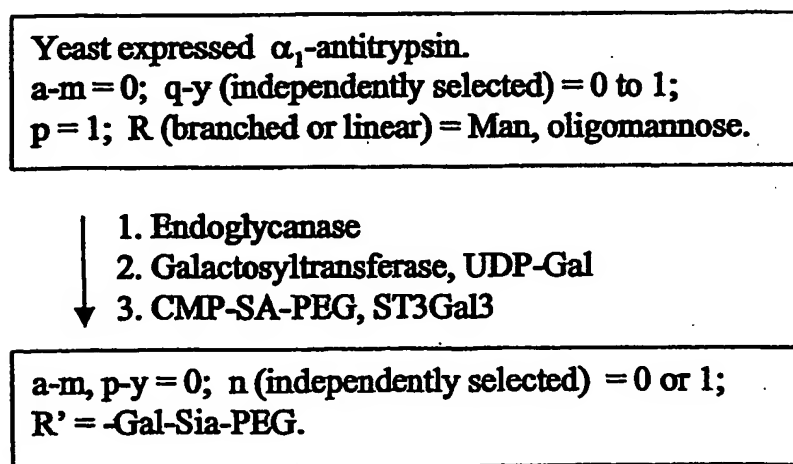 Yeast expressed α₁-antitrypsin.
a-m = 0; q-y (independently selected) = 0 to 1;
p = 1; R (branched or linear) = Man, oligomannose.
1. Endoglycanase
2. Galactosyltransferase, UDP-Gal
3. CMP-SA-PEG, ST3Gal3
a-m, p-y = 0; n (independently selected) = 0 or 1;
R' = -Gal-Sia-PEG.